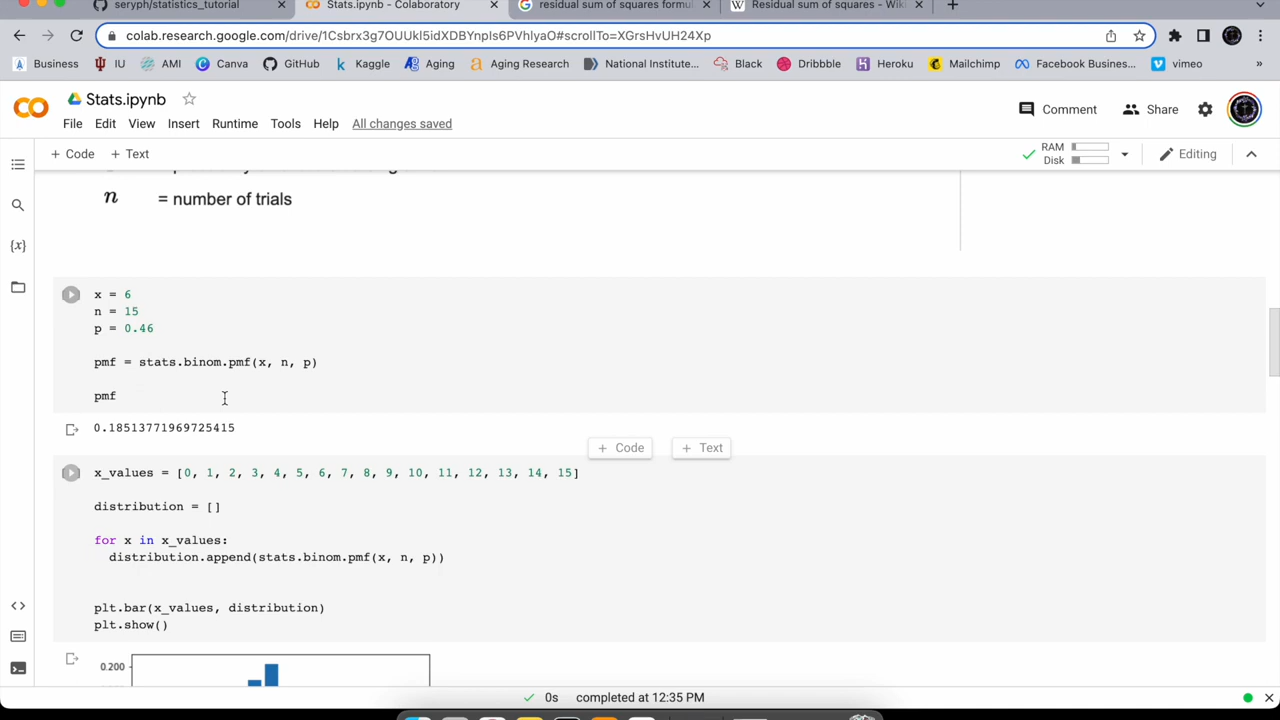 seryph/statistics_tutorial
Stats.ipynb - Colaboratory
residual sum of squares formul
Residual sum of squares - Wiki
colab.research.google.com/drive/1Csbrx3g7OUUkl5idXDBYnpIs6PVhlyaO#scrollTo=XGrsHvUH24Xp
Business
IU
AMI
Canva
GitHub
Kaggle
Aging
Aging Research
National Institute...
Black
Dribbble
Heroku
Mailchimp
Facebook Busines...
vimeo
»
Stats.ipynb
Comment
Share
File Edit View Insert Runtime Tools Help All changes saved
+ Code + Text
RAM
Disk
Editing
n = number of trials
x = 6
n = 15
p = 0.46
pmf = stats.binom.pmf(x, n, p)
pmf
0.18513771969725415
+ Code + Text
x_values = [0, 1, 2, 3, 4, 5, 6, 7, 8, 9, 10, 11, 12, 13, 14, 15]
distribution = []
for x in x_values:
distribution.append(stats.binom.pmf(x, n, p))
plt.bar(x_values, distribution)
plt.show()
0.200
0s completed at 12:35 PM